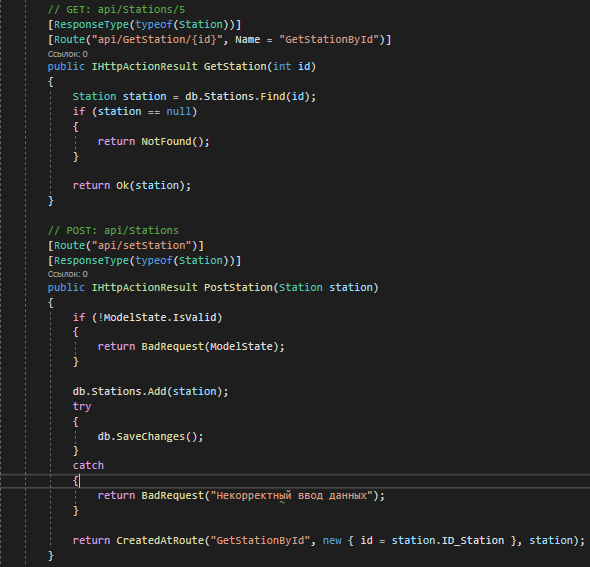 // GET: api/Stations/5
[ResponseType(typeof(Station))]
[Route("api/GetStation/{id}", Name = "GetStationById")]
Ссылок: 0
public IHttpActionResult GetStation(int id)
{
Station station = db.Stations.Find(id);
if (station == null)
{
return NotFound();
}
return Ok(station);
}
// POST: api/Stations
[Route("api/setStation")]
[ResponseType(typeof(Station))]
Ссылок: 0
public IHttpActionResult PostStation(Station station)
{
if (!ModelState.IsValid)
{
return BadRequest(ModelState);
}
db.Stations.Add(station);
try
{
db.SaveChanges();
}
catch
{
return BadRequest("Некорректный ввод данных");
}
return CreatedAtRoute("GetStationById", new { id = station.ID_Station }, station);
}